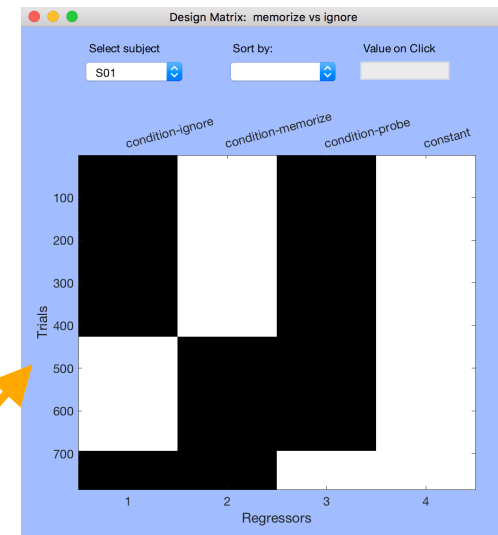 Design Matrix: memorize vs ignore
Select subject
Sort by:
Value on Click
S01
condition-ignore
condition-memorize
condition-probe
constant
100
200
300
400
500
600
700
Trials
1 2 3 4
Regressors